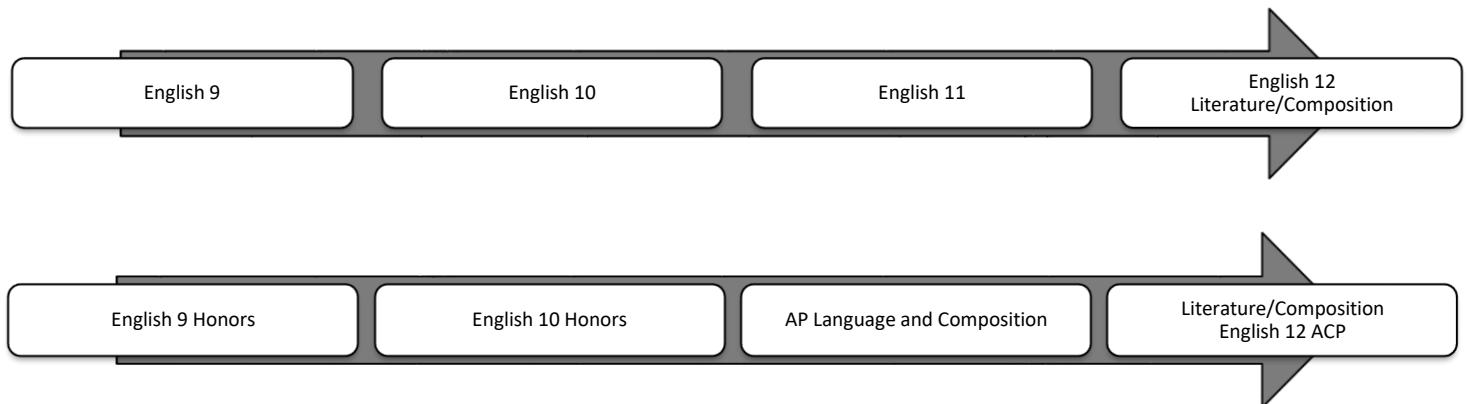 English 9
English 10
English 11
English 12
Literature/Composition
English 9 Honors
English 10 Honors
AP Language and Composition
Literature/Composition
English 12 ACP